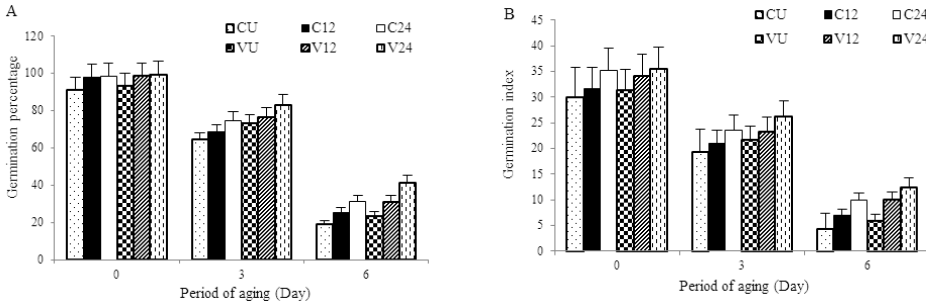 A
CU C12 C24
VU V12 V24
Germination percentage
120
100
80
60
40
20
0
0 3 6
Period of aging (Day)
B
CU C12 C24
VU V12 V24
Germination index
45
40
35
30
25
20
15
10
5
0
0 3 6
Period of aging (Day)